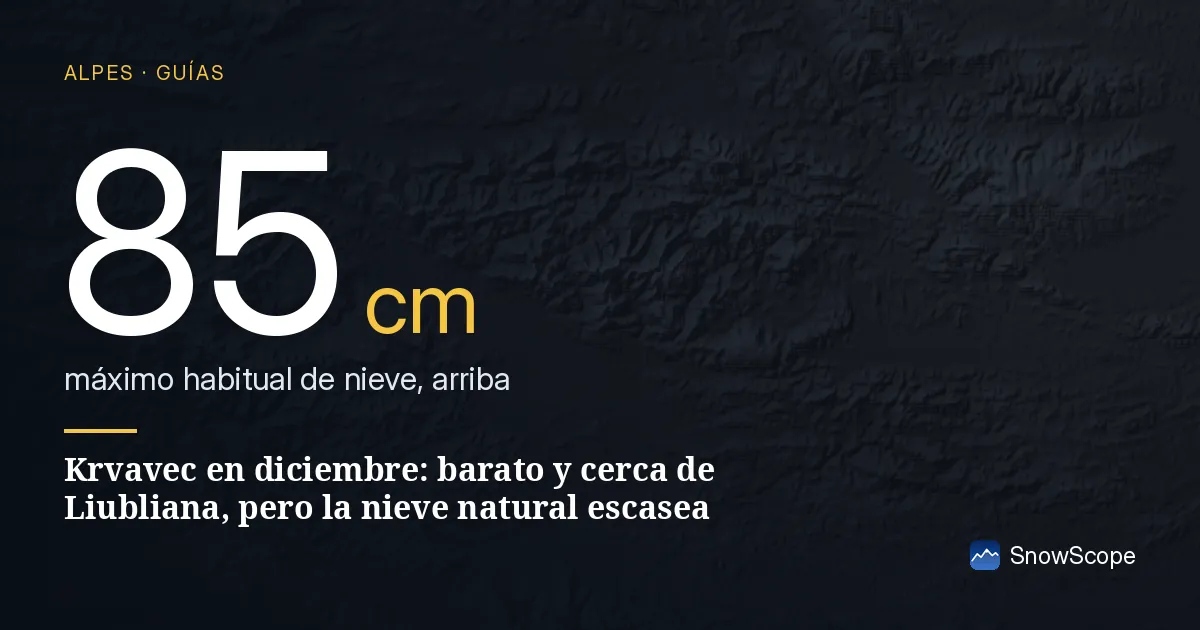 ALPES · GUÍAS
85 cm
máximo habitual de nieve, arriba
Krvavec en diciembre: barato y cerca de
Liubliana, pero la nieve natural escasea
SnowScope